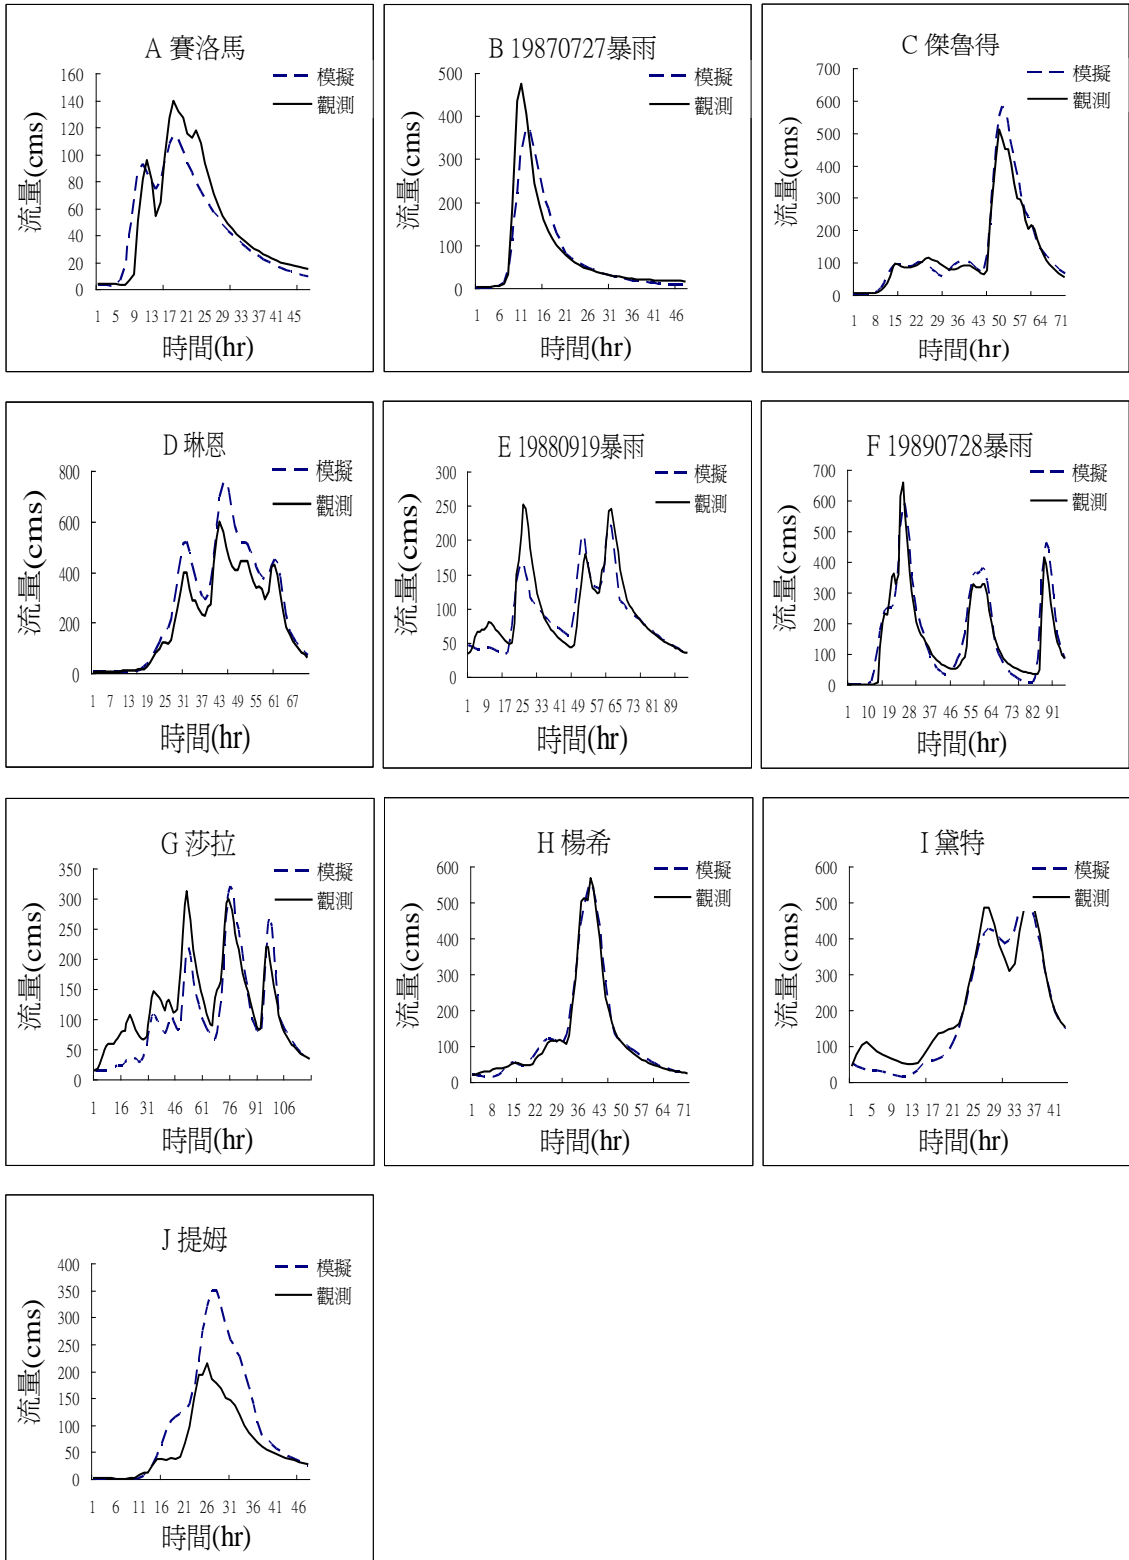 A 賽洛馬
模擬
觀測
流量(cms)
160
140
120
100
80
60
40
20
0
1 5 9 13 17 21 25 29 33 37 41 45
時間(hr)
B 19870727暴雨
模擬
觀測
流量(cms)
500
400
300
200
100
0
1 6 11 16 21 26 31 36 41 46
時間(hr)
C 傑魯得
模擬
觀測
流量(cms)
700
600
500
400
300
200
100
0
1 8 15 22 29 36 43 50 57 64 71
時間(hr)
D 琳恩
模擬
觀測
流量(cms)
800
600
400
200
0
1 7 13 19 25 31 37 43 49 55 61 67
時間(hr)
E 19880919暴雨
模擬
觀測
流量(cms)
300
250
200
150
100
50
0
1 9 17 25 33 41 49 57 65 73 81 89
時間(hr)
F 19890728暴雨
模擬
觀測
流量(cms)
700
600
500
400
300
200
100
0
1 10 19 28 37 46 55 64 73 82 91
時間(hr)
G 莎拉
模擬
觀測
流量(cms)
350
300
250
200
150
100
50
0
1 16 31 46 61 76 91 106
時間(hr)
H 楊希
模擬
觀測
流量(cms)
600
500
400
300
200
100
0
1 8 15 22 29 36 43 50 57 64 71
時間(hr)
I 黛特
模擬
觀測
流量(cms)
600
500
400
300
200
100
0
1 5 9 13 17 21 25 29 33 37 41
時間(hr)
J 提姆
模擬
觀測
流量(cms)
400
350
300
250
200
150
100
50
0
1 6 11 16 21 26 31 36 41 46
時間(hr)